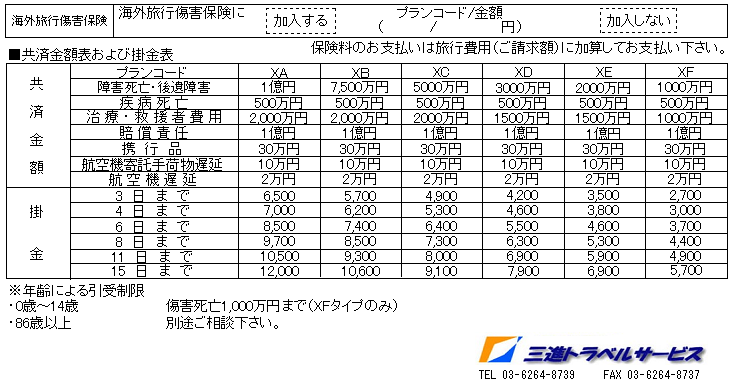 海外旅行傷害保険 海外旅行傷害保険に 加入する プランコード/金額 ( / 円) 加入しない
■共済金額表および掛金表 保険料のお支払いは旅行費用(ご請求額)に加算してお支払い下さい。
共済金額 プランコード XA XB XC XD XE XF
障害死亡・後遺障害 1億円 7,500万円 5000万円 3000万円 2000万円 1000万円
疾病死亡 500万円 500万円 500万円 500万円 500万円 500万円
治療・救援者費用 2,000万円 2,000万円 2000万円 1500万円 1500万円 1000万円
賠償責任 1億円 1億円 1億円 1億円 1億円 1億円
携行品 30万円 30万円 30万円 30万円 30万円 30万円
航空機寄託手荷物遅延 10万円 10万円 10万円 10万円 10万円 10万円
航空機遅延 2万円 2万円 2万円 2万円 2万円 2万円
掛金 3日まで 6,500 5,700 4,900 4,200 3,500 2,700
4日まで 7,000 6,200 5,300 4,600 3,800 3,000
6日まで 8,500 7,400 6,400 5,500 4,600 3,700
8日まで 9,700 8,500 7,300 6,300 5,300 4,400
11日まで 10,500 9,300 8,000 6,900 5,900 4,900
15日まで 12,000 10,600 9,100 7,900 6,900 5,700
※年齢による引受制限
・0歳～14歳 傷害死亡1,000万円まで(XFタイプのみ)
・86歳以上 別途ご相談下さい。
三進トラベルサービス
TEL 03-6264-8739 FAX 03-6264-8737